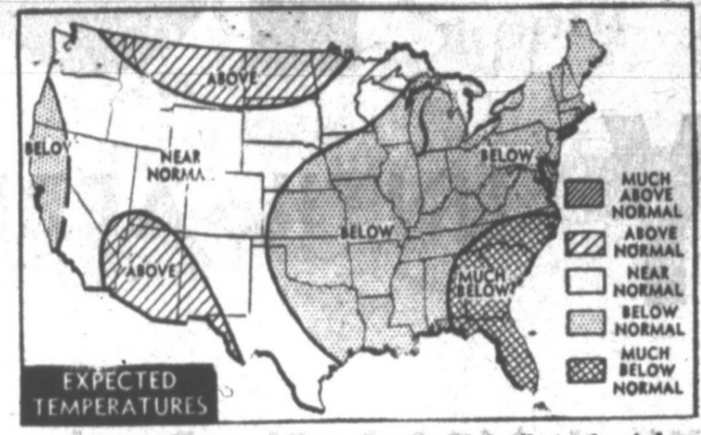 ABOVE
BELOW
NEAR
NORMA
BELOW
BELOW
ABOVE
MUCH
BELOW
MUCH
ABOVE
NORMAL
ABOVE
NORMAL
NEAR
NORMAL
BELOW
NORMAL
MUCH
BELOW
NORMAL
EXPECTED
TEMPERATURES